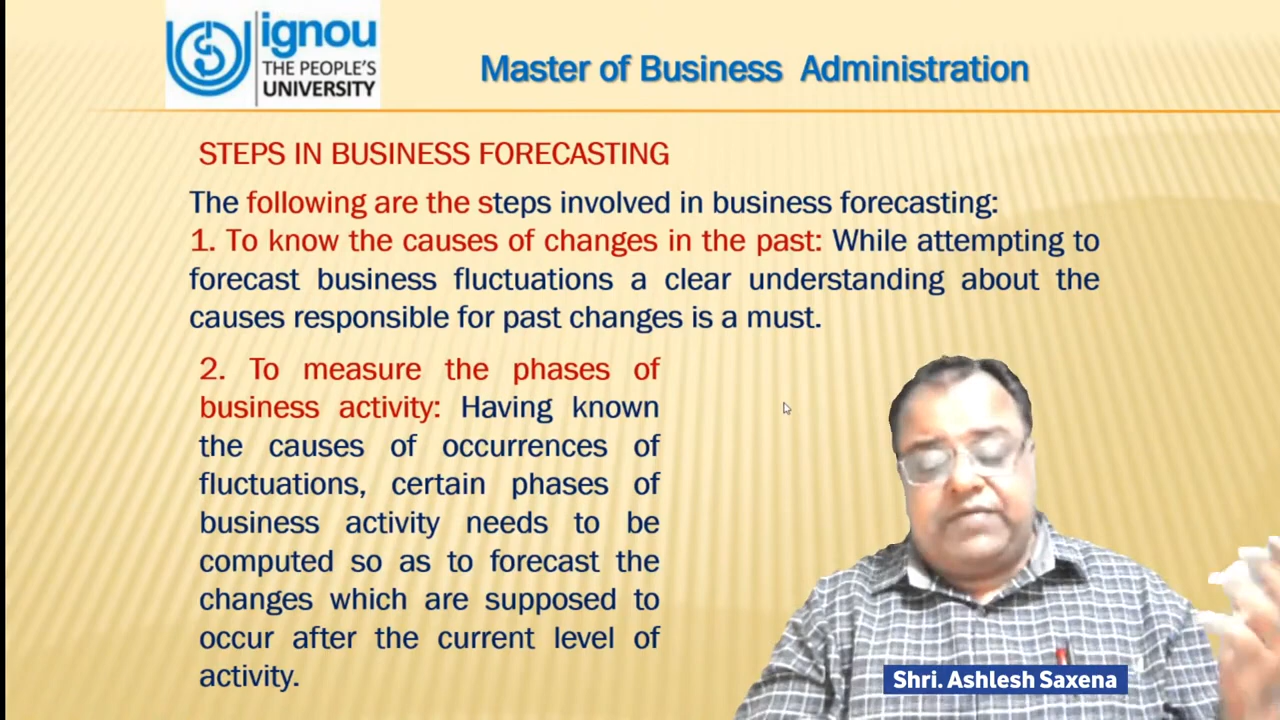 ignou
THE PEOPLE'S
UNIVERSITY
Master of Business Administration
STEPS IN BUSINESS FORECASTING
The following are the steps involved in business forecasting:
1. To know the causes of changes in the past: While attempting to
forecast business fluctuations a clear understanding about the
causes responsible for past changes is a must.
2. To measure the phases of
business activity: Having known
the causes of occurrences of
fluctuations, certain phases of
business activity needs to be
computed so as to forecast the
changes which are supposed to
occur after the current level of
activity.
Shri. Ashlesh Saxena